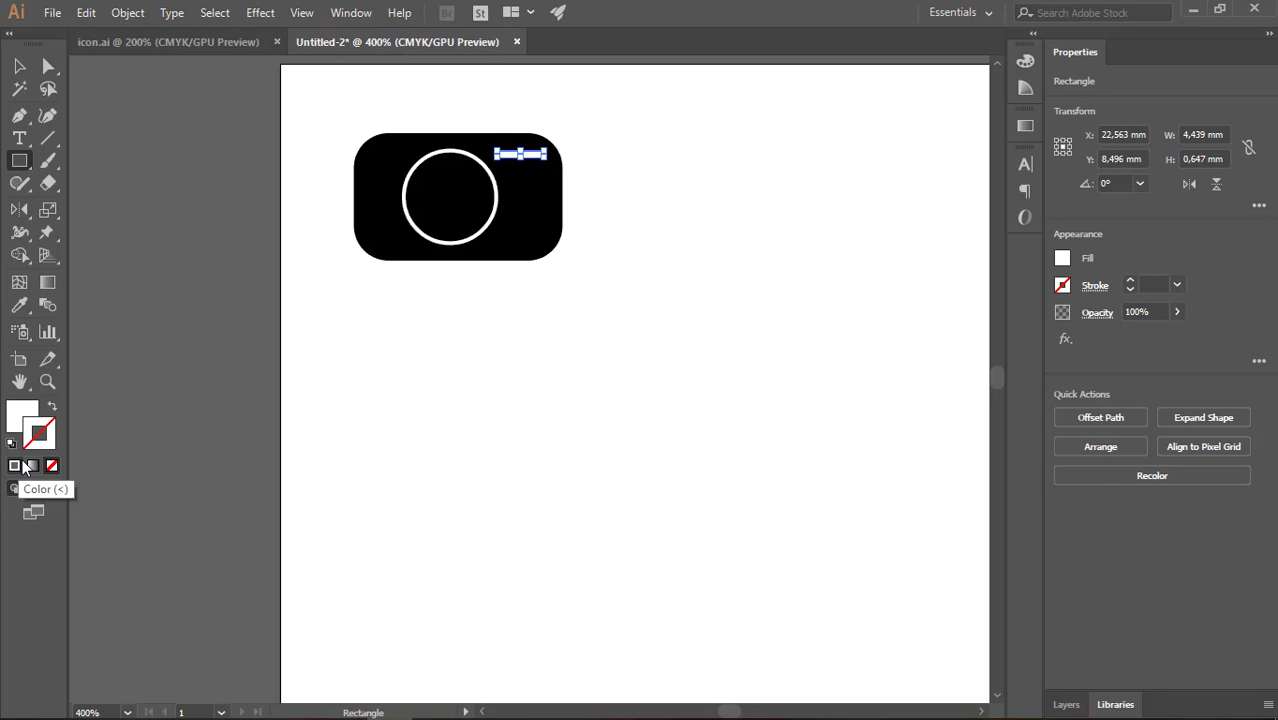 Ai File Edit Object Type Select Effect View Window Help Br St Essentials Search Adobe Stock
icon.ai @ 200% (CMYK/GPU Preview) Untitled-2* @ 400% (CMYK/GPU Preview)
Properties
Rectangle
Transform
X: 22,563 mm W: 4,439 mm
Y: 8,496 mm H: 0,647 mm
0°
Appearance
Fill
Stroke
Opacity 100%
fx.
Quick Actions
Offset Path Expand Shape
Arrange Align to Pixel Grid
Recolor
Color (<)
400% 1 Rectangle
Layers Libraries